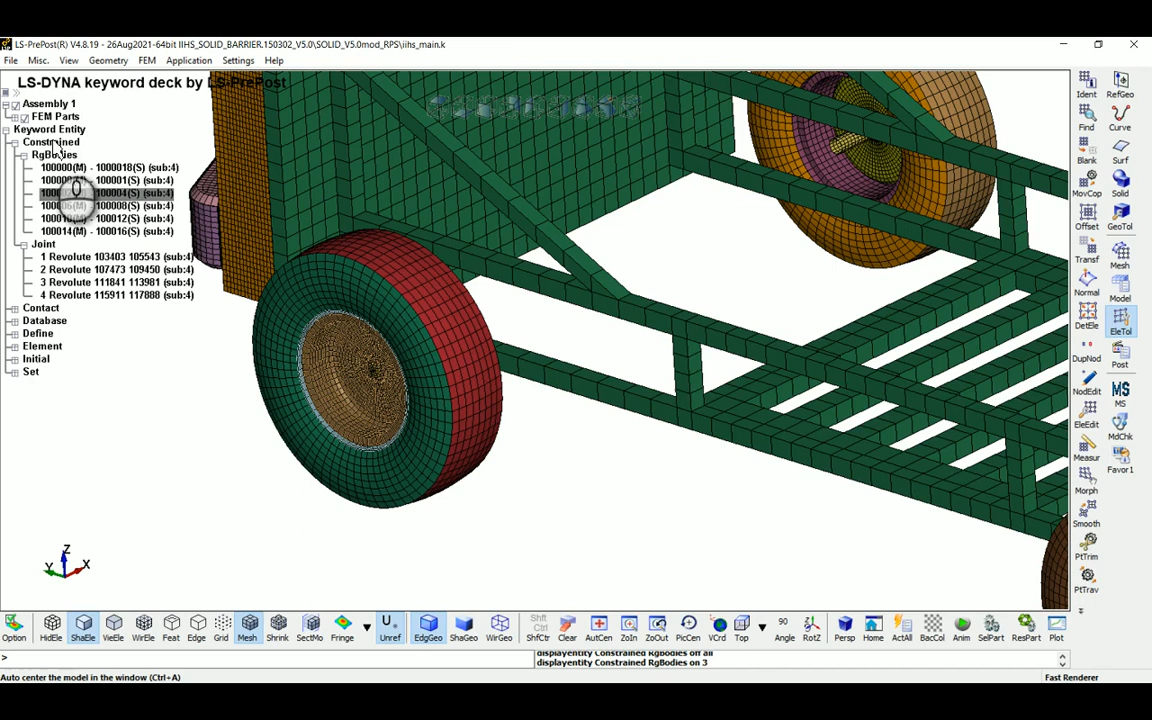 LS-PrePost(R) V4.8.19 - 26Aug2021-64bit IIHS_SOLID_BARRIER.150302_V5.0\SOLID_V5.0mod_RPS\iihs_main.k
File Misc. View Geometry FEM Application Settings Help
LS-DYNA keyword deck by LS-PrePost
Assembly 1
FEM Parts
Keyword Entity
Constrained
RgBodies
100000(M) - 1000018(S) (sub:4)
100001(S) (sub:4)
100004(S) (sub:4)
100008(S) (sub:4)
100012(S) (sub:4)
100014(M) - 100016(S) (sub:4)
Joint
1 Revolute 103403 105543 (sub:4)
2 Revolute 107473 109450 (sub:4)
3 Revolute 111841 113981 (sub:4)
4 Revolute 115911 117888 (sub:4)
Contact
Database
Define
Element
Initial
Set
Ident RefGeo
Find Curve
Blank Surf
MovCop Solid
Offset GeoTol
Transf Mesh
Normal Model
DetEle EleTol
DupNod Post
NodEdit MS
EleEdit MdChk
Measur Favor1
Morph
Smooth
PtTrim
PtTrav
Z
Y X
Option HidEle ShaEle VieEle WirEle Feat Edge Grid Mesh Shrink SectMo Fringe Unref EdgGeo ShaGeo WirGeo ShfCtr Clear AutCen ZoIn ZoOut PicCen VCrd Top Angle RotZ Persp Home ActAll BacCol Anim SelPart ResPart Plot
displayentity Constrained RgBodies off all
>
displayentity Constrained RgBodies on 3
Auto center the model in the window (Ctrl+A) Fast Renderer